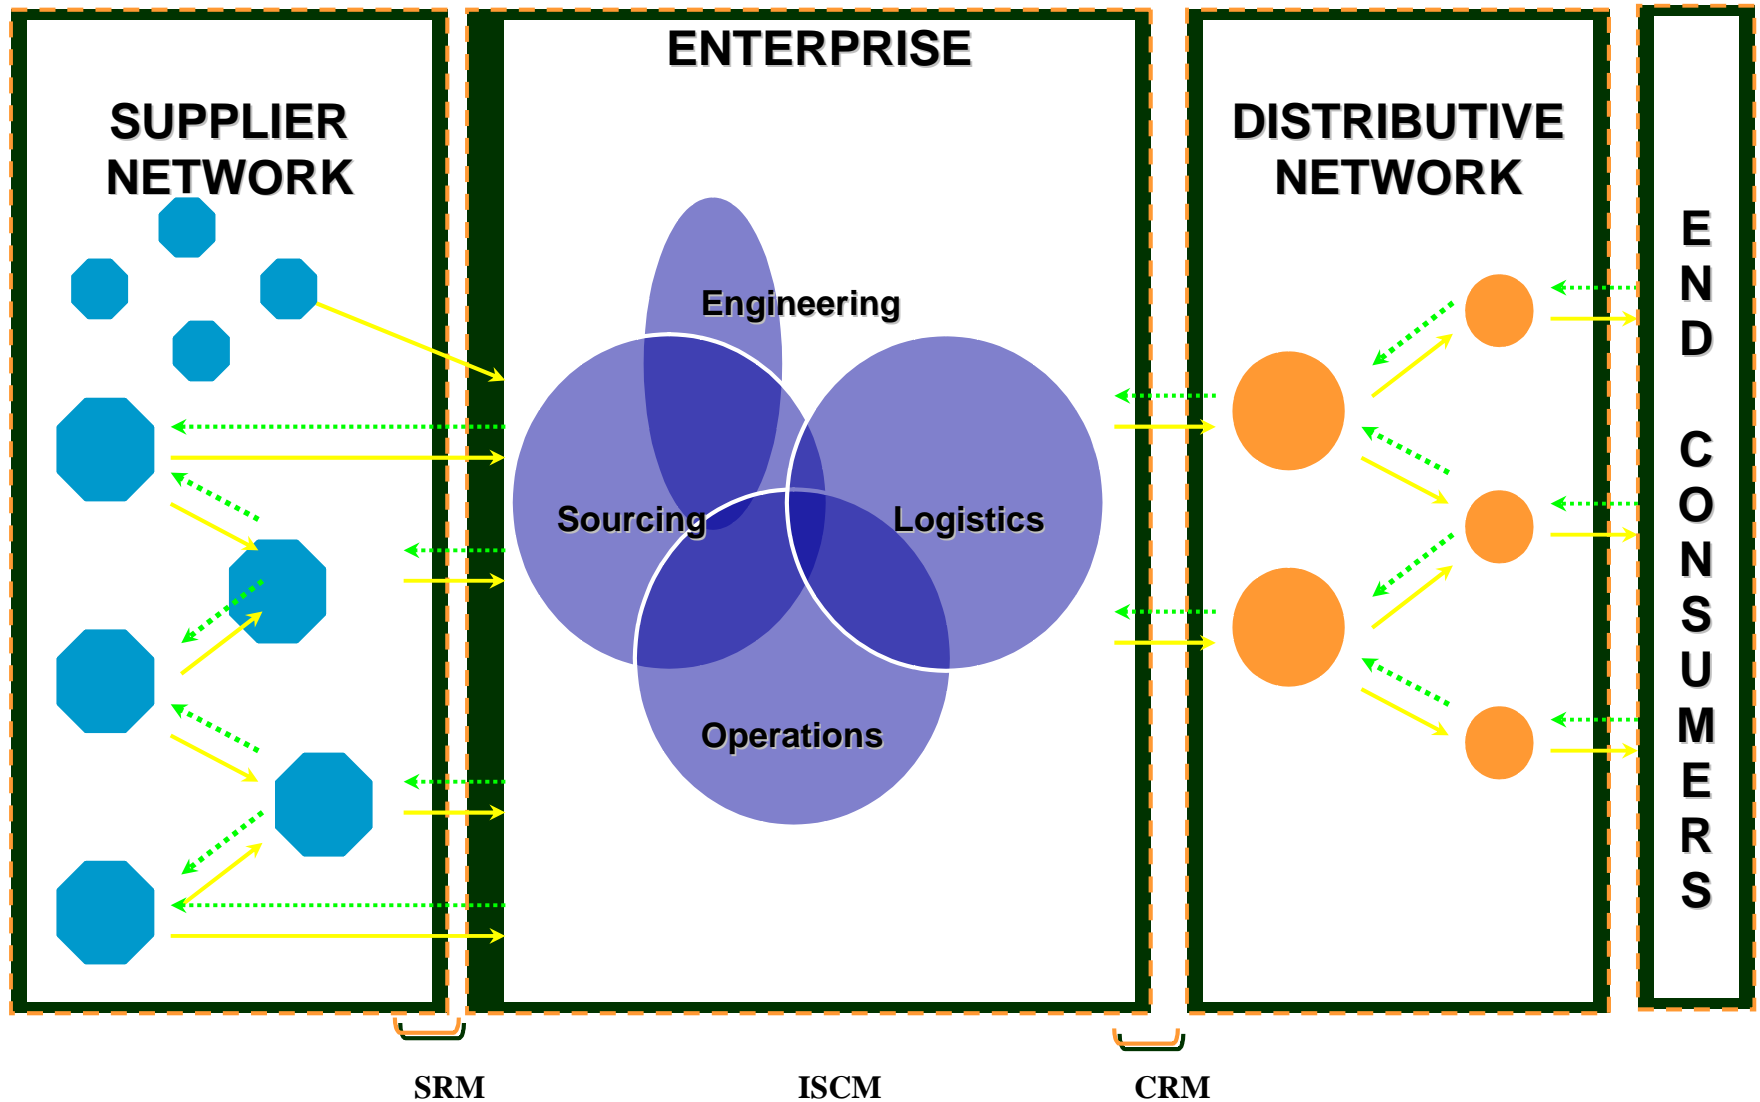 ENTERPRISE
SUPPLIER
NETWORK
DISTRIBUTIVE
NETWORK
Engineering
Sourcing
Logistics
Operations
E
N
D
C
O
N
S
U
M
E
R
S
SRM
ISCM
CRM